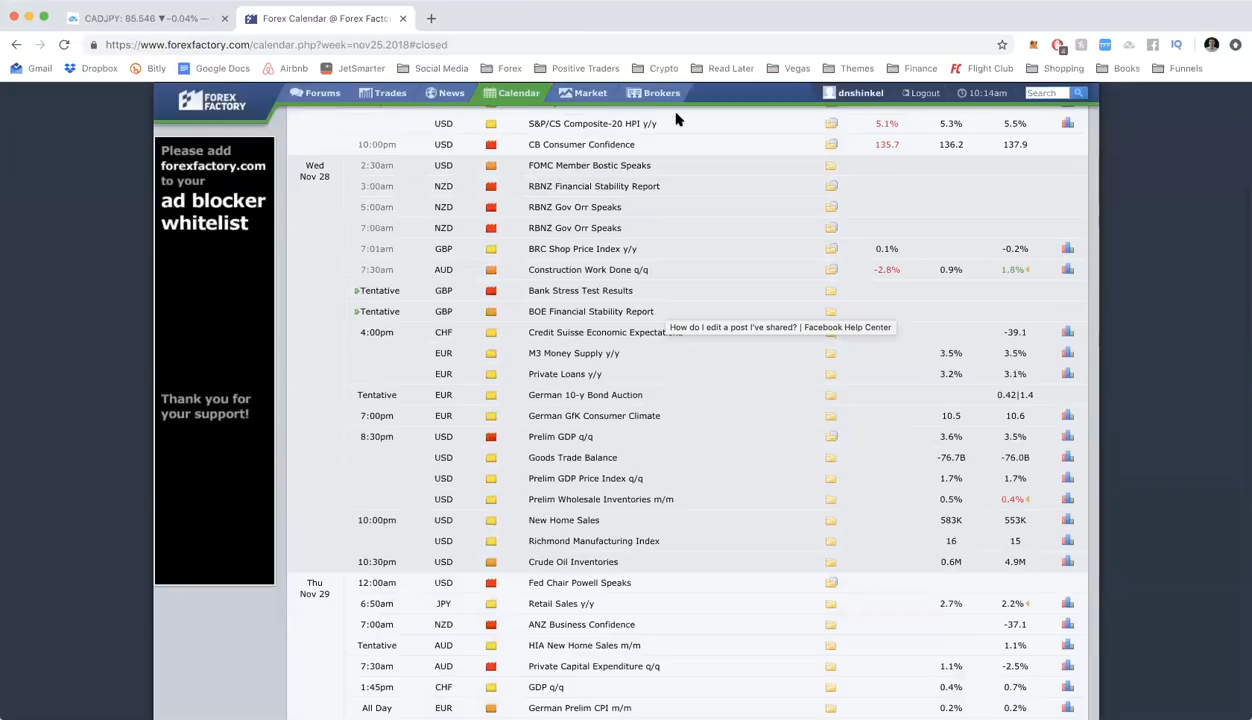 CADJPY: 85.546 ▼−0.04% —
Forex Calendar @ Forex Facto
https://www.forexfactory.com/calendar.php?week=nov25.2018#closed
Gmail Dropbox Bitly Google Docs Airbnb JetSmarter Social Media Forex Positive Traders Crypto Read Later Vegas Themes Finance Flight Club Shopping Books Funnels
FOREX FACTORY Forums Trades News Calendar Market Brokers dnshinkel Logout 10:14am Search
Please add
forexfactory.com
to your
ad blocker
whitelist
Thank you for
your support!
USD S&P/CS Composite-20 HPI y/y 5.1% 5.3% 5.5%
10:00pm USD CB Consumer Confidence 135.7 136.2 137.9
Wed Nov 28 2:30am USD FOMC Member Bostic Speaks
3:00am NZD RBNZ Financial Stability Report
5:00am NZD RBNZ Gov Orr Speaks
7:00am NZD RBNZ Gov Orr Speaks
7:01am GBP BRC Shop Price Index y/y 0.1% -0.2%
7:30am AUD Construction Work Done q/q -2.8% 0.9% 1.8%
Tentative GBP Bank Stress Test Results
Tentative GBP BOE Financial Stability Report
How do I edit a post I've shared? | Facebook Help Center
4:00pm CHF Credit Suisse Economic Expectat -39.1
EUR M3 Money Supply y/y 3.5% 3.5%
EUR Private Loans y/y 3.2% 3.1%
Tentative EUR German 10-y Bond Auction 0.42|1.4
7:00pm EUR German GfK Consumer Climate 10.5 10.6
8:30pm USD Prelim GDP q/q 3.6% 3.5%
USD Goods Trade Balance -76.7B -76.0B
USD Prelim GDP Price Index q/q 1.7% 1.7%
USD Prelim Wholesale Inventories m/m 0.5% 0.4%
10:00pm USD New Home Sales 583K 553K
USD Richmond Manufacturing Index 16 15
10:30pm USD Crude Oil Inventories 0.6M 4.9M
Thu Nov 29 12:00am USD Fed Chair Powell Speaks
6:50am JPY Retail Sales y/y 2.7% 2.2%
7:00am NZD ANZ Business Confidence -37.1
Tentative AUD HIA New Home Sales m/m 1.1%
7:30am AUD Private Capital Expenditure q/q 1.1% -2.5%
1:45pm CHF GDP q/q 0.4% 0.7%
All Day EUR German Prelim CPI m/m 0.2% 0.2%